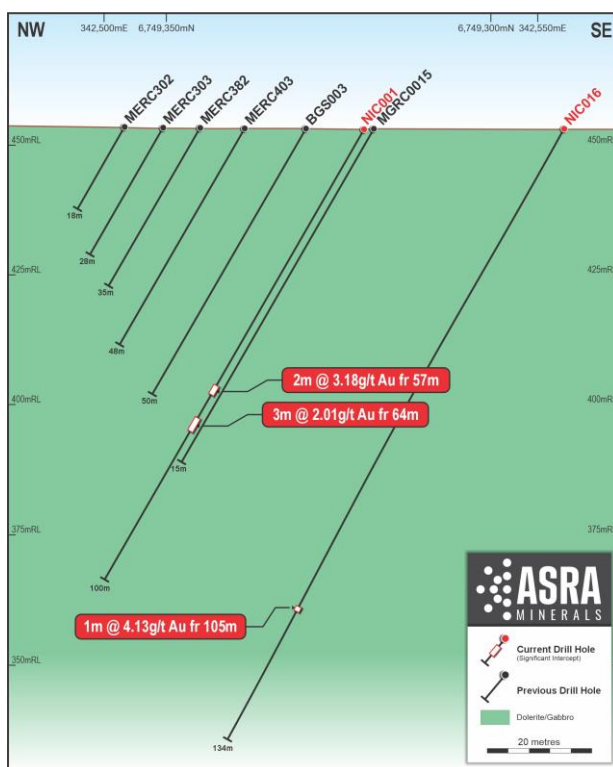 NW
342,500mE
6,749,350mN
6,749,300mN
342,550mE
SE
MERC302
MERC303
MERC382
MERC403
BGS003
NIC001
MGRC0015
NIC016
450mRL
450mRL
18m
28m
425mRL
425mRL
35m
48m
2m @ 3.18g/t Au fr 57m
50m
400mRL
400mRL
3m @ 2.01g/t Au fr 64m
15m
375mRL
375mRL
100m
1m @ 4.13g/t Au fr 105m
350mRL
134m
ASRA
MINERALS
Current Drill Hole
(Significant Intercept)
Previous Drill Hole
Dolerite/Gabbro
20 metres